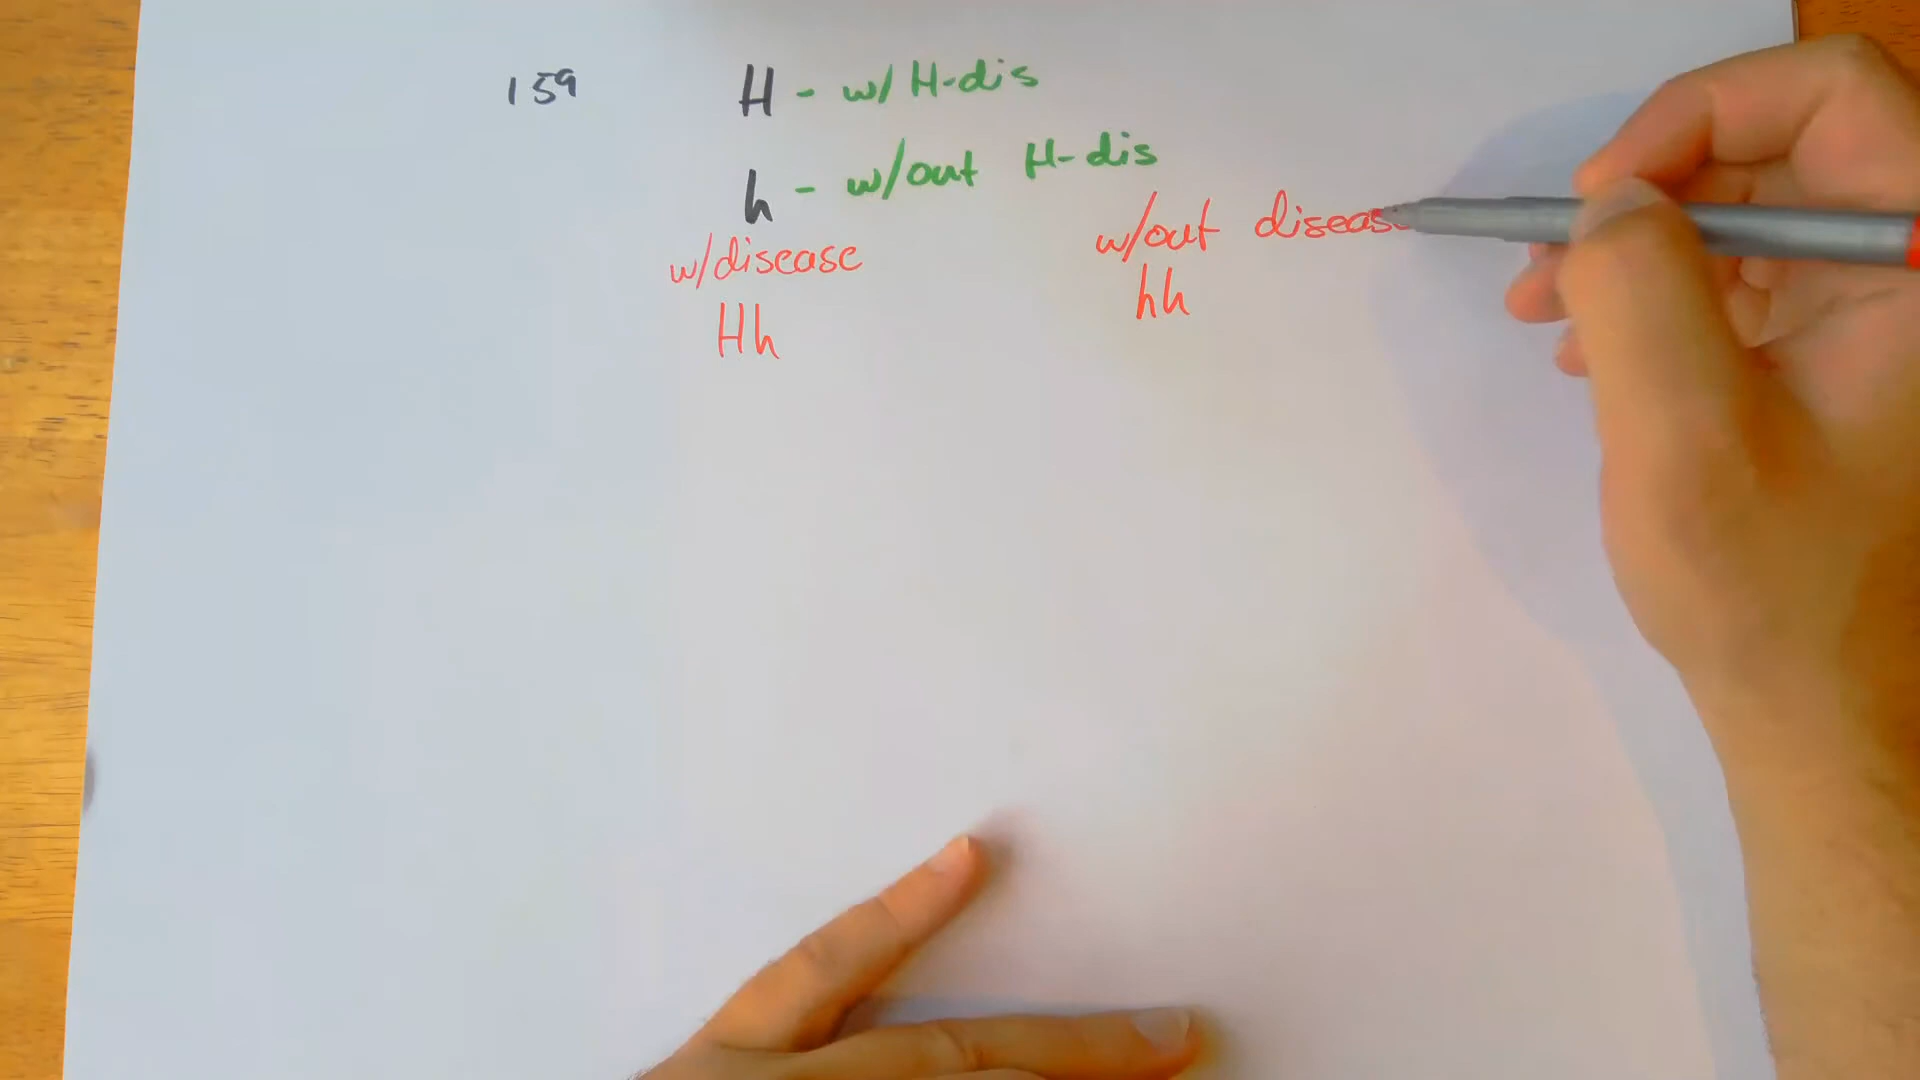 159 H - w/ H-dis
h - w/out H-dis
w/disease w/out disease
Hh hh